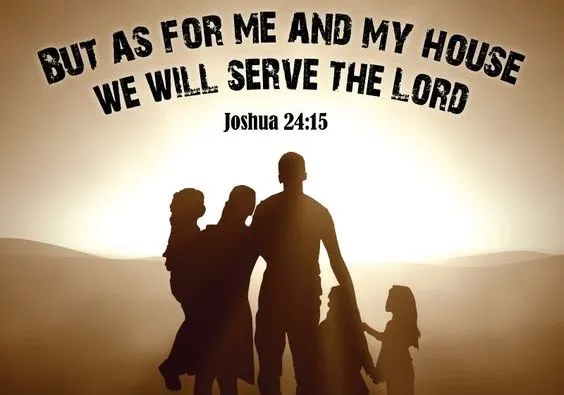 But as for me and my house
we will serve the Lord
Joshua 24:15